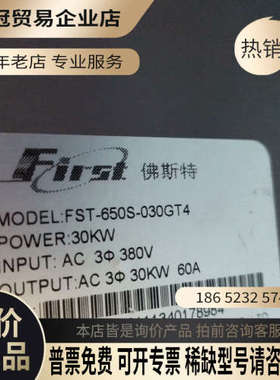 冠贸易企业店
年老店 专业服务
热销
First 佛斯特
MODEL:FST-650S-030GT4
POWER:30KW
INPUT: AC 3Φ 380V
OUTPUT:AC 3Φ 30KW 60A
186 5232 574
价
品
本店皆是询价产品 拍前咨询客
普票免费 可开专票 稀缺型号请咨